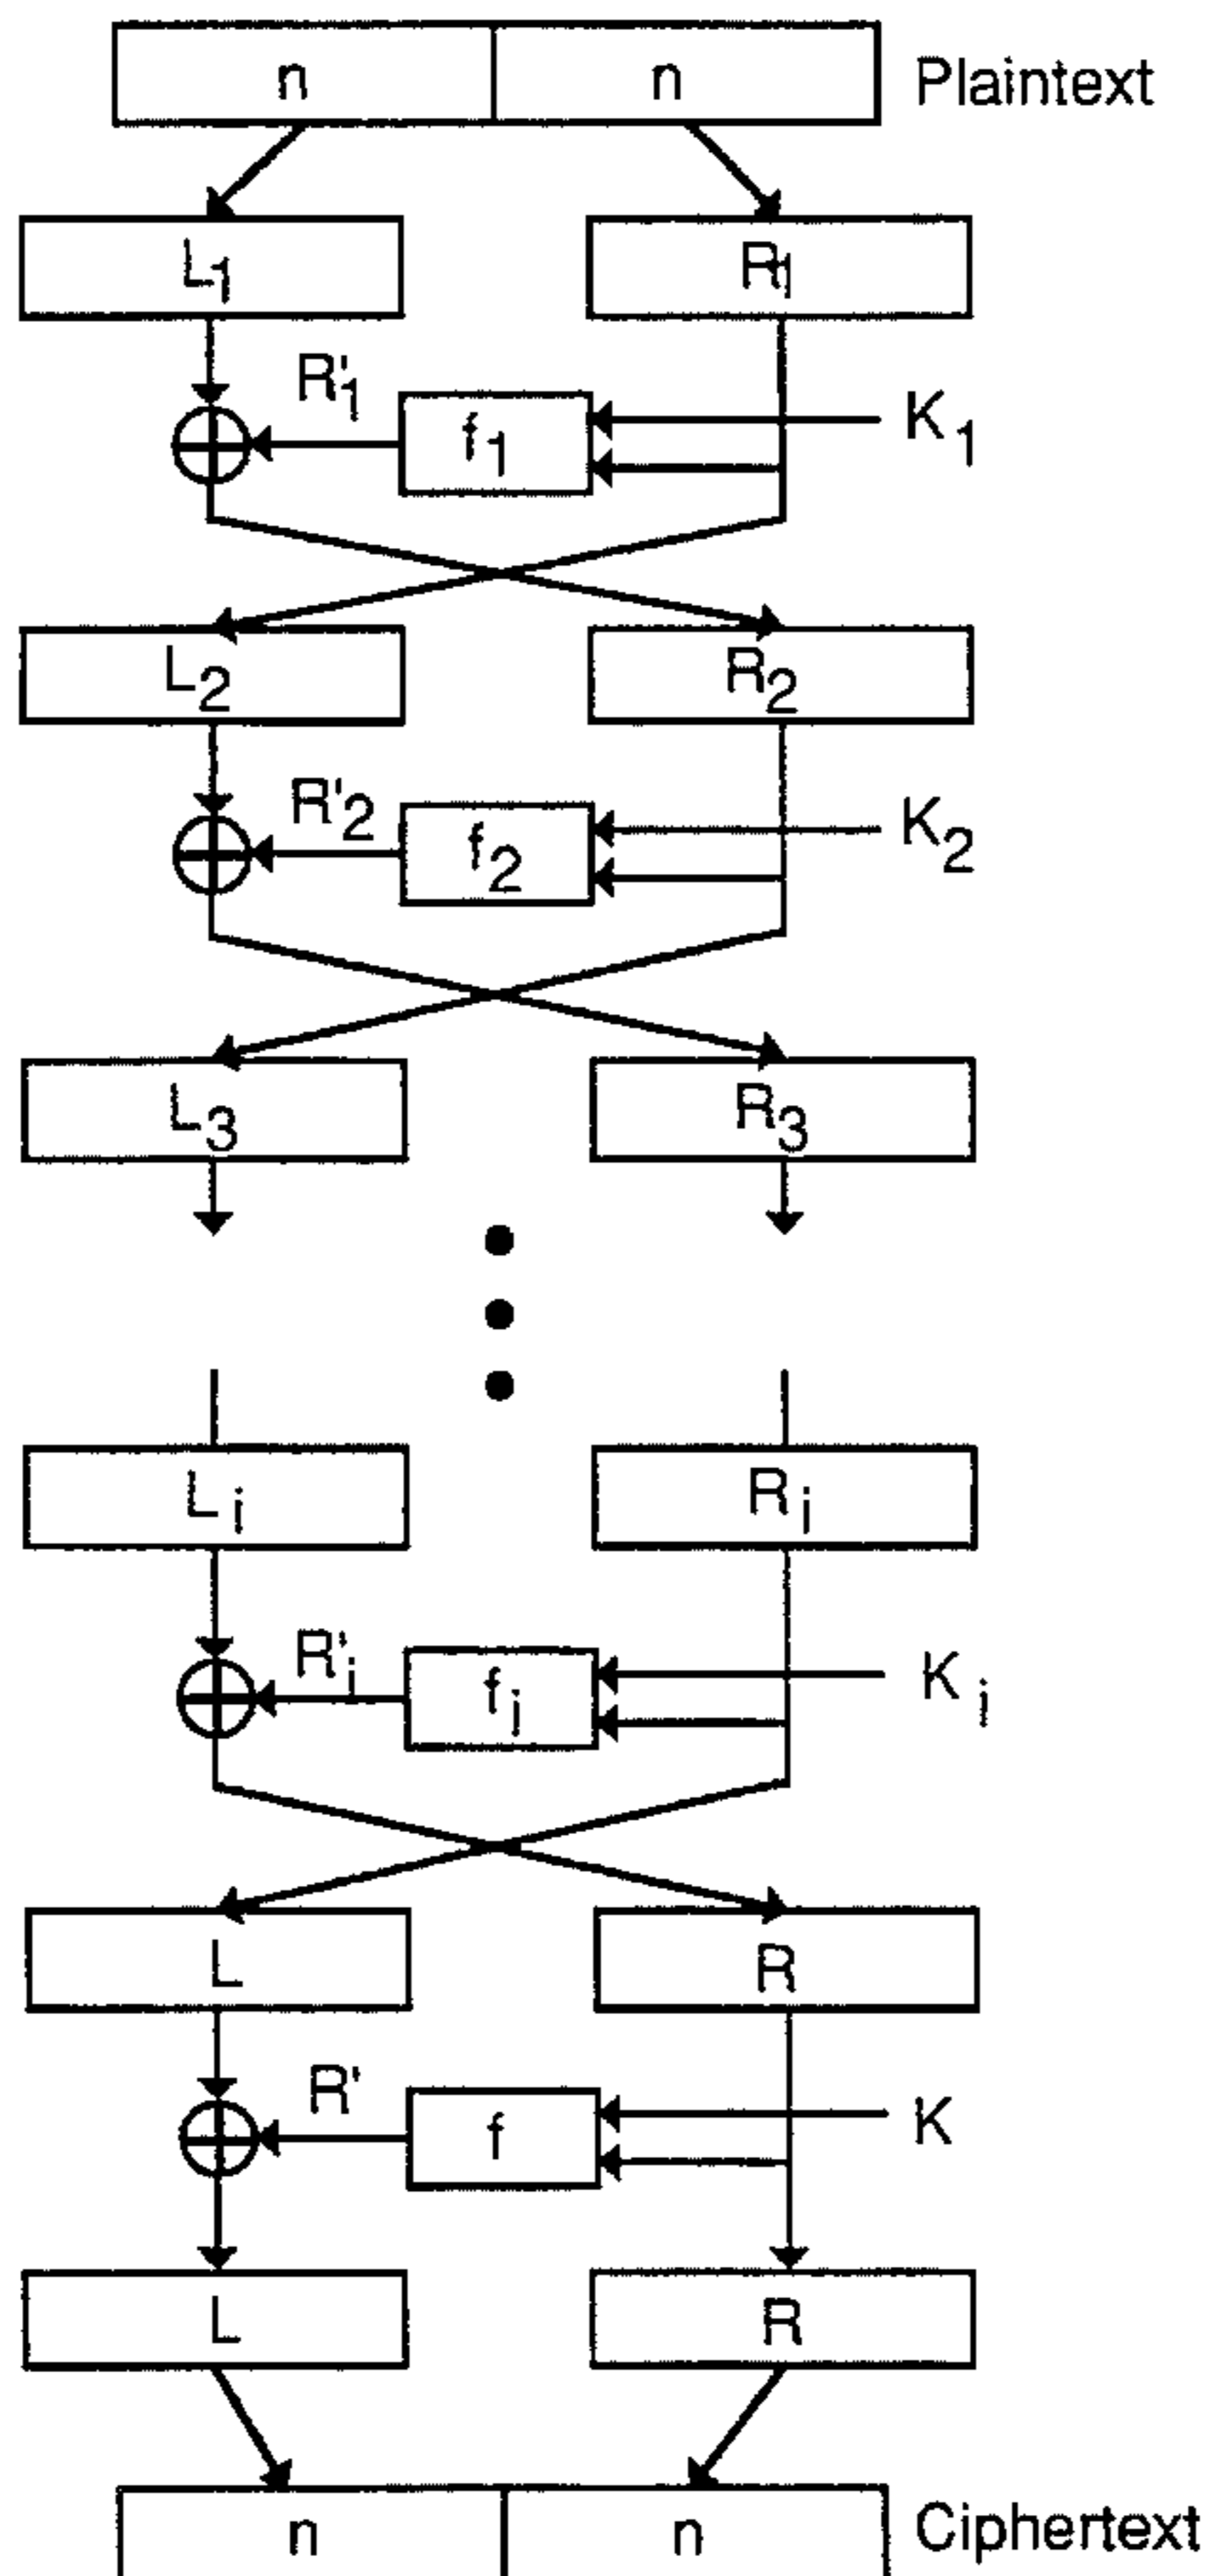 n n Plaintext
L1 R1
R'1 f1 K1
L2 R2
R'2 f2 K2
L3 R3
Li Ri
R'i fi Ki
L R
R' f K
L R
n n Ciphertext